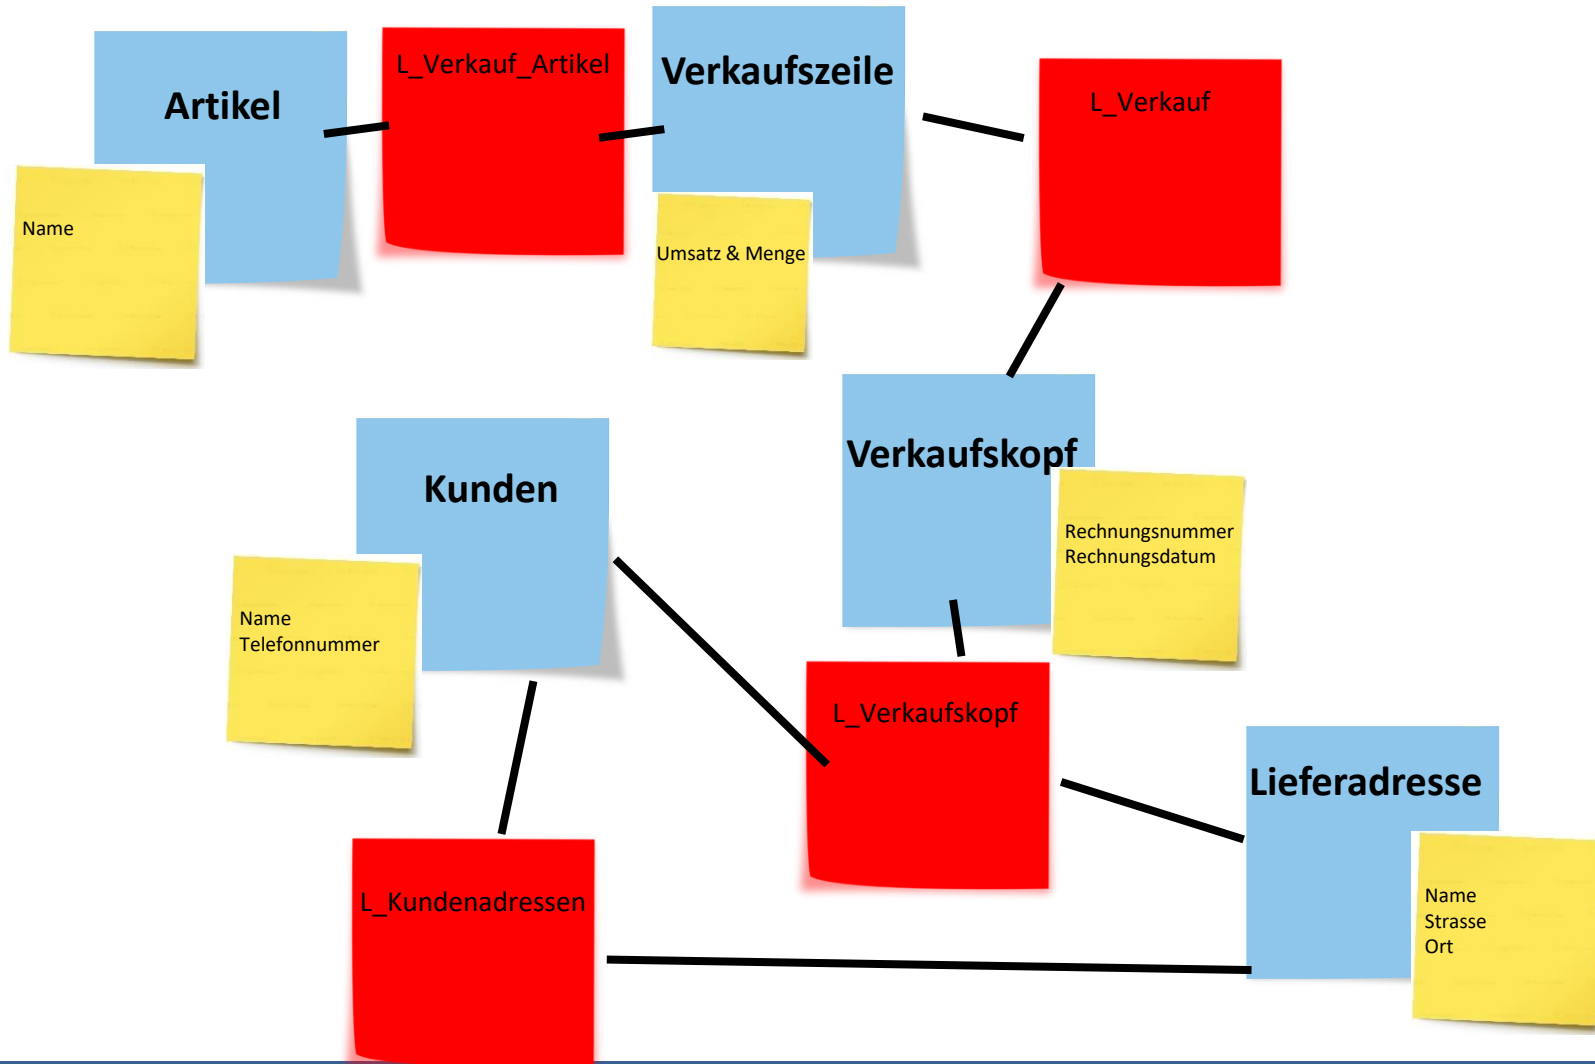 Artikel
Name
L_Verkauf_Artikel
Verkaufszeile
Umsatz & Menge
L_Verkauf
Kunden
Name
Telefonnummer
Verkaufskopf
Rechnungsnummer
Rechnungsdatum
L_Verkaufskopf
Lieferadresse
Name
Strasse
Ort
L_Kundenadressen